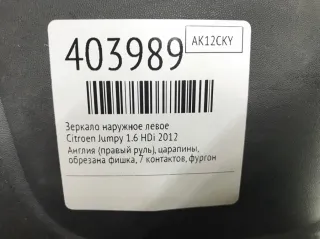 403989
AK12CKY
Зеркало наружное левое
Citroen Jumpy 1.6 HDi 2012
Англия (правый руль), царапины,
обрезана фишка, 7 контактов, фургон